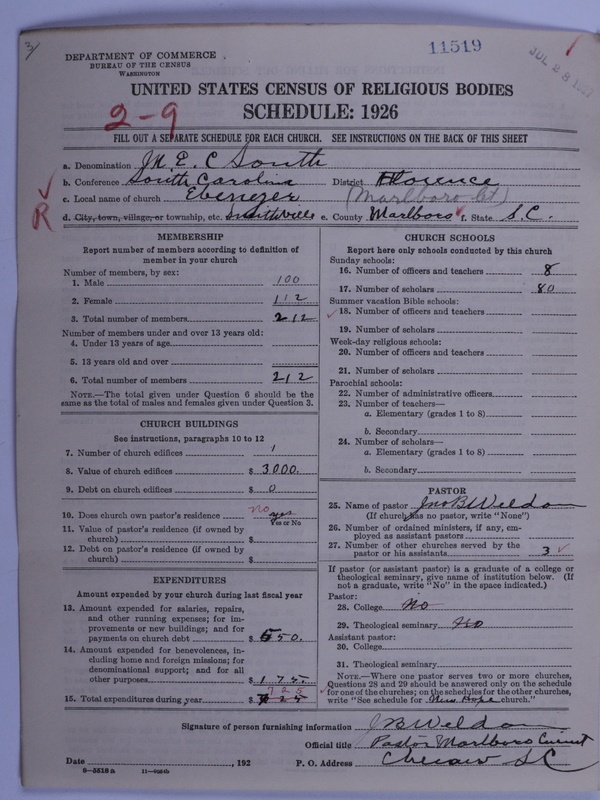 3/
DEPARTMENT OF COMMERCE
BUREAU OF THE CENSUS
WASHINGTON
11519
JUL 28
UNITED STATES CENSUS OF RELIGIOUS BODIES
SCHEDULE: 1926
2-9
FILL OUT A SEPARATE SCHEDULE FOR EACH CHURCH. SEE INSTRUCTIONS ON THE BACK OF THIS SHEET
a. Denomination M. E. C South
b. Conference South Carolina District Florence
c. Local name of church Ebenezer (Marlboro Ct)
R d. City, town, village, or township, etc. Smithville e. County Marlboro f. State S. C.
MEMBERSHIP
Report number of members according to definition of
member in your church
Number of members, by sex:
1. Male 100
2. Female 112
3. Total number of members 212
Number of members under and over 13 years old:
4. Under 13 years of age
5. 13 years old and over
6. Total number of members 212
NOTE.—The total given under Question 6 should be the
same as the total of males and females given under Question 3.
CHURCH BUILDINGS
See instructions, paragraphs 10 to 12
7. Number of church edifices 1
8. Value of church edifices $ 3000.
9. Debt on church edifices $ 0
10. Does church own pastor's residence No yes
Yes or No
11. Value of pastor's residence (if owned by
church) $
12. Debt on pastor's residence (if owned by
church) $
EXPENDITURES
Amount expended by your church during last fiscal year
13. Amount expended for salaries, repairs,
and other running expenses; for im-
provements or new buildings; and for
payments on church debt $ 550.
14. Amount expended for benevolences, in-
cluding home and foreign missions; for
denominational support; and for all
other purposes $ 175.
725
15. Total expenditures during year $
CHURCH SCHOOLS
Report here only schools conducted by this church
Sunday schools:
16. Number of officers and teachers 8
17. Number of scholars 80
Summer vacation Bible schools:
18. Number of officers and teachers
19. Number of scholars
Week-day religious schools:
20. Number of officers and teachers
21. Number of scholars
Parochial schools:
22. Number of administrative officers
23. Number of teachers—
a. Elementary (grades 1 to 8)
b. Secondary
24. Number of scholars—
a. Elementary (grades 1 to 8)
b. Secondary
PASTOR
25. Name of pastor Jno B Weldon
(If church has no pastor, write "None")
26. Number of ordained ministers, if any, em-
ployed as assistant pastors
27. Number of other churches served by the
pastor or his assistants 3
If pastor (or assistant pastor) is a graduate of a college or
theological seminary, give name of institution below. (If
not a graduate, write "No" in the space indicated.)
Pastor:
28. College No
29. Theological seminary No
Assistant pastor:
30. College
31. Theological seminary
NOTE.—Where one pastor serves two or more churches,
Questions 28 and 29 should be answered only on the schedule
for one of the churches; on the schedules for the other churches,
write "See schedule for New Hope church."
Signature of person furnishing information J B Weldon
Official title Pastor Marlboro Circuit
Date , 192 P. O. Address Cheraw S C